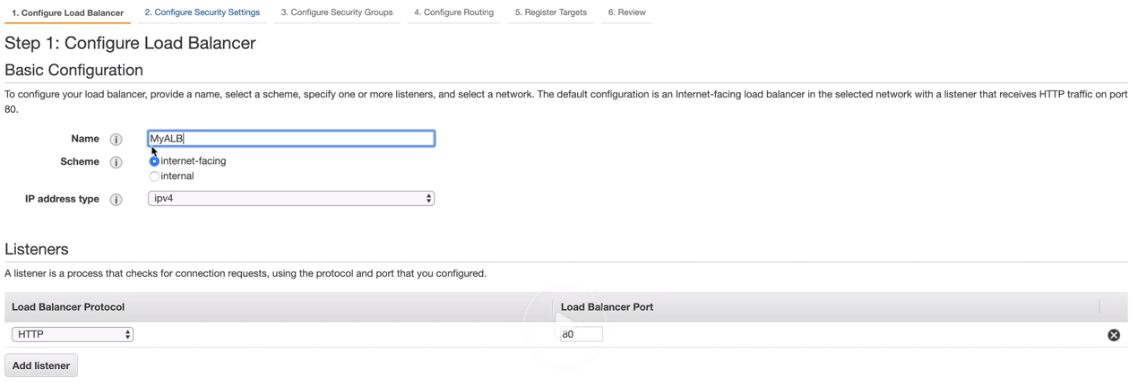 1. Configure Load Balancer 2. Configure Security Settings 3. Configure Security Groups 4. Configure Routing 5. Register Targets 6. Review
Step 1: Configure Load Balancer
Basic Configuration
To configure your load balancer, provide a name, select a scheme, specify one or more listeners, and select a network. The default configuration is an Internet-facing load balancer in the selected network with a listener that receives HTTP traffic on port
80.
Name i MyALB
Scheme i internet-facing
internal
IP address type i ipv4
Listeners
A listener is a process that checks for connection requests, using the protocol and port that you configured.
Load Balancer Protocol Load Balancer Port
HTTP 80
Add listener